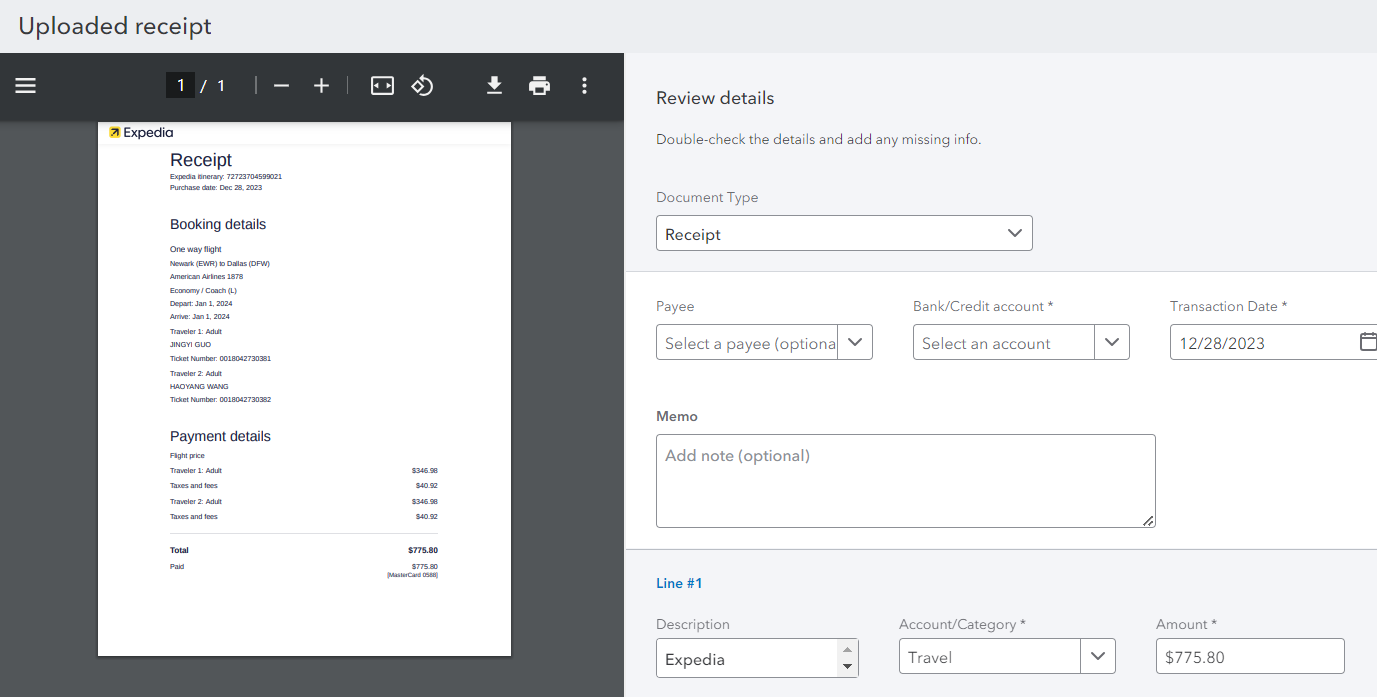 Uploaded receipt
1 / 1
Expedia
Receipt
Expedia itinerary: 72723704599021
Purchase date: Dec 28, 2023
Booking details
One way flight
Newark (EWR) to Dallas (DFW)
American Airlines 1878
Economy / Coach (L)
Depart: Jan 1, 2024
Arrive: Jan 1, 2024
Traveler 1: Adult
JINGYI GUO
Ticket Number: 0018042730381
Traveler 2: Adult
HAOYANG WANG
Ticket Number: 0018042730382
Payment details
Flight price
Traveler 1: Adult $346.98
Taxes and fees $40.92
Traveler 2: Adult $346.98
Taxes and fees $40.92
Total $775.80
Paid $775.80
[MasterCard 0588]
Review details
Double-check the details and add any missing info.
Document Type
Receipt
Payee Bank/Credit account * Transaction Date *
Select a payee (optiona Select an account 12/28/2023
Memo
Add note (optional)
Line #1
Description Account/Category * Amount *
Expedia Travel $775.80